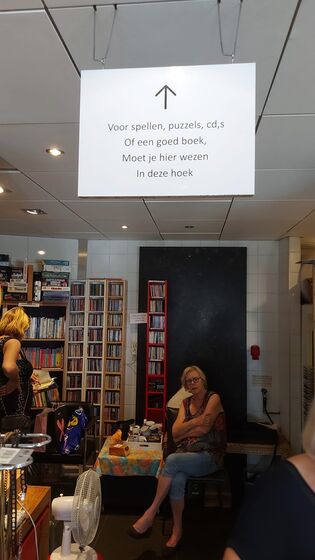 Voor spellen, puzzels, cd,s
Of een goed boek,
Moet je hier wezen
In deze hoek